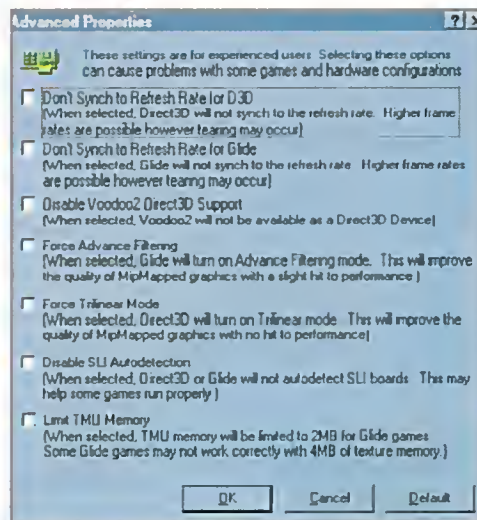 Advanced Properties
These settings are for experienced users. Selecting these options
can cause problems with some games and hardware configurations
Don't Synch to Refresh Rate for D3D
(When selected, Direct3D will not synch to the refresh rate. Higher frame
rates are possible however tearing may occur)
Don't Synch to Refresh Rate for Glide
(When selected, Glide will not synch to the refresh rate. Higher frame rates
are possible however tearing may occur)
Disable Voodoo2 Direct3D Support
(When selected, Voodoo2 will not be available as a Direct3D Device)
Force Advance Filtering
(When selected, Glide will turn on Advance Filtering mode. This will improve
the quality of MipMapped graphics with a slight hit to performance.)
Force Trilinear Mode
(When selected, Direct3D will turn on Trilinear mode. This will improve the
quality of MipMapped graphics with no hit to performance)
Disable SLI Autodetection
(When selected, Direct3D or Glide will not autodetect SLI boards. This may
help some games run properly.)
Limit TMU Memory
(When selected, TMU memory will be limited to 2MB for Glide games.
Some Glide games may not work correctly with 4MB of texture memory.)
OK Cancel Default